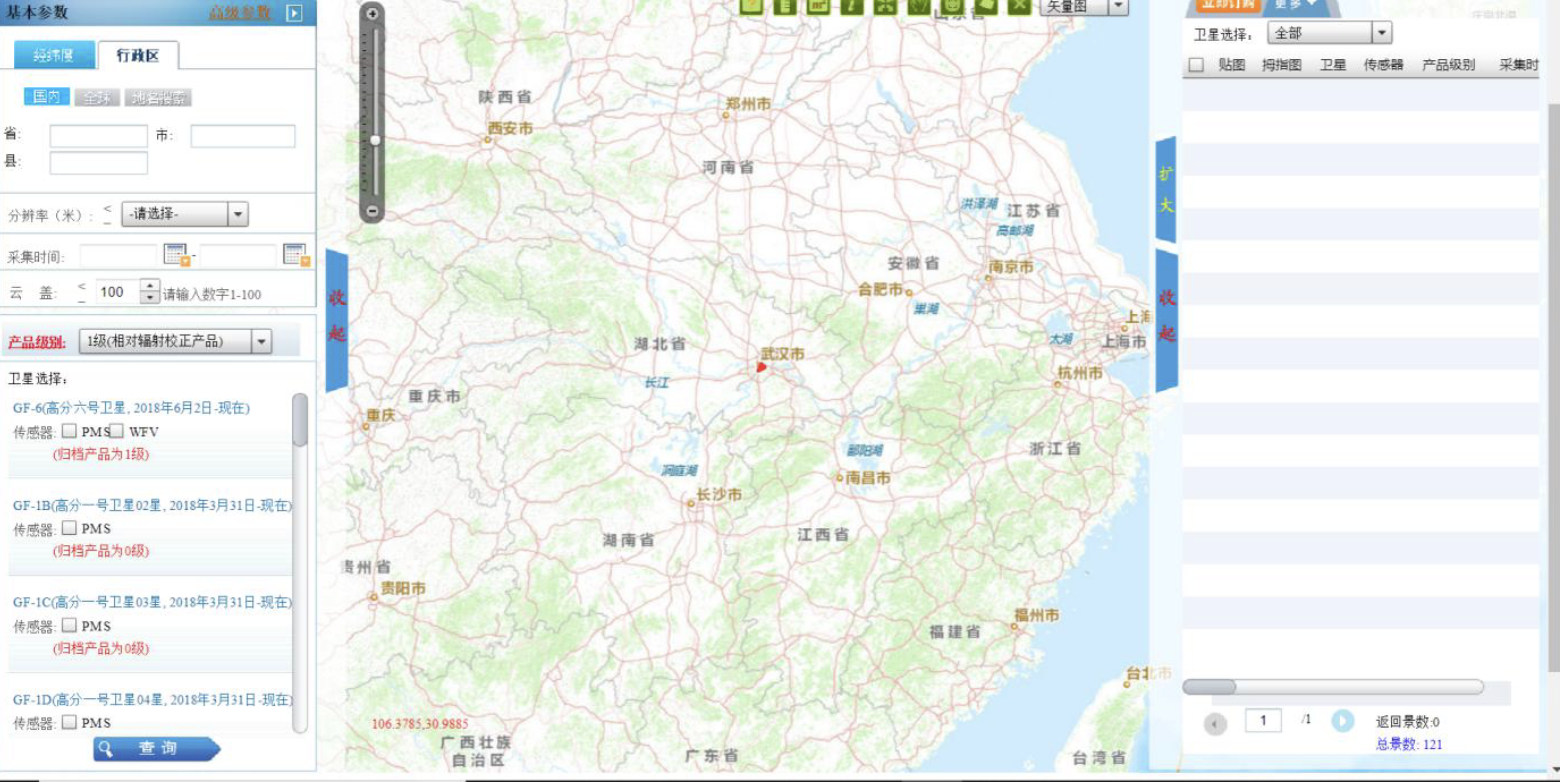 基本参数 高级参数
经纬度 行政区
国内 全球 地名搜索
省: 市:
县:
分辨率（米）: < -请选择-
采集时间: -
云 盖: < 100 请输入数字1-100
产品级别: 1级(相对辐射校正产品)
卫星选择:
GF-6(高分六号卫星, 2018年6月2日-现在)
传感器: PMS WFV
(归档产品为1级)
GF-1B(高分一号卫星02星, 2018年3月31日-现在)
传感器: PMS
(归档产品为0级)
GF-1C(高分一号卫星03星, 2018年3月31日-现在)
传感器: PMS
(归档产品为0级)
GF-1D(高分一号卫星04星, 2018年3月31日-现在)
传感器: PMS
查 询
收起
矢量图
山东省
陕西省
郑州市
西安市
河南省
洪泽湖
江苏省
高邮湖
安徽省
南京市
合肥市
巢湖
上海
太湖
上海市
湖北省
武汉市
长江
杭州市
重庆市
重庆
浙江省
鄱阳湖
洞庭湖
南昌市
长沙市
江西省
湖南省
贵州省
贵阳市
福州市
福建省
台北市
106.3785,30.9885
广西壮族
自治区
广东省
台湾省
扩大
收起
立即订购 更多
卫星选择: 全部
贴图 拇指图 卫星 传感器 产品级别 采集时
1 /1 返回景数:0
总景数: 121